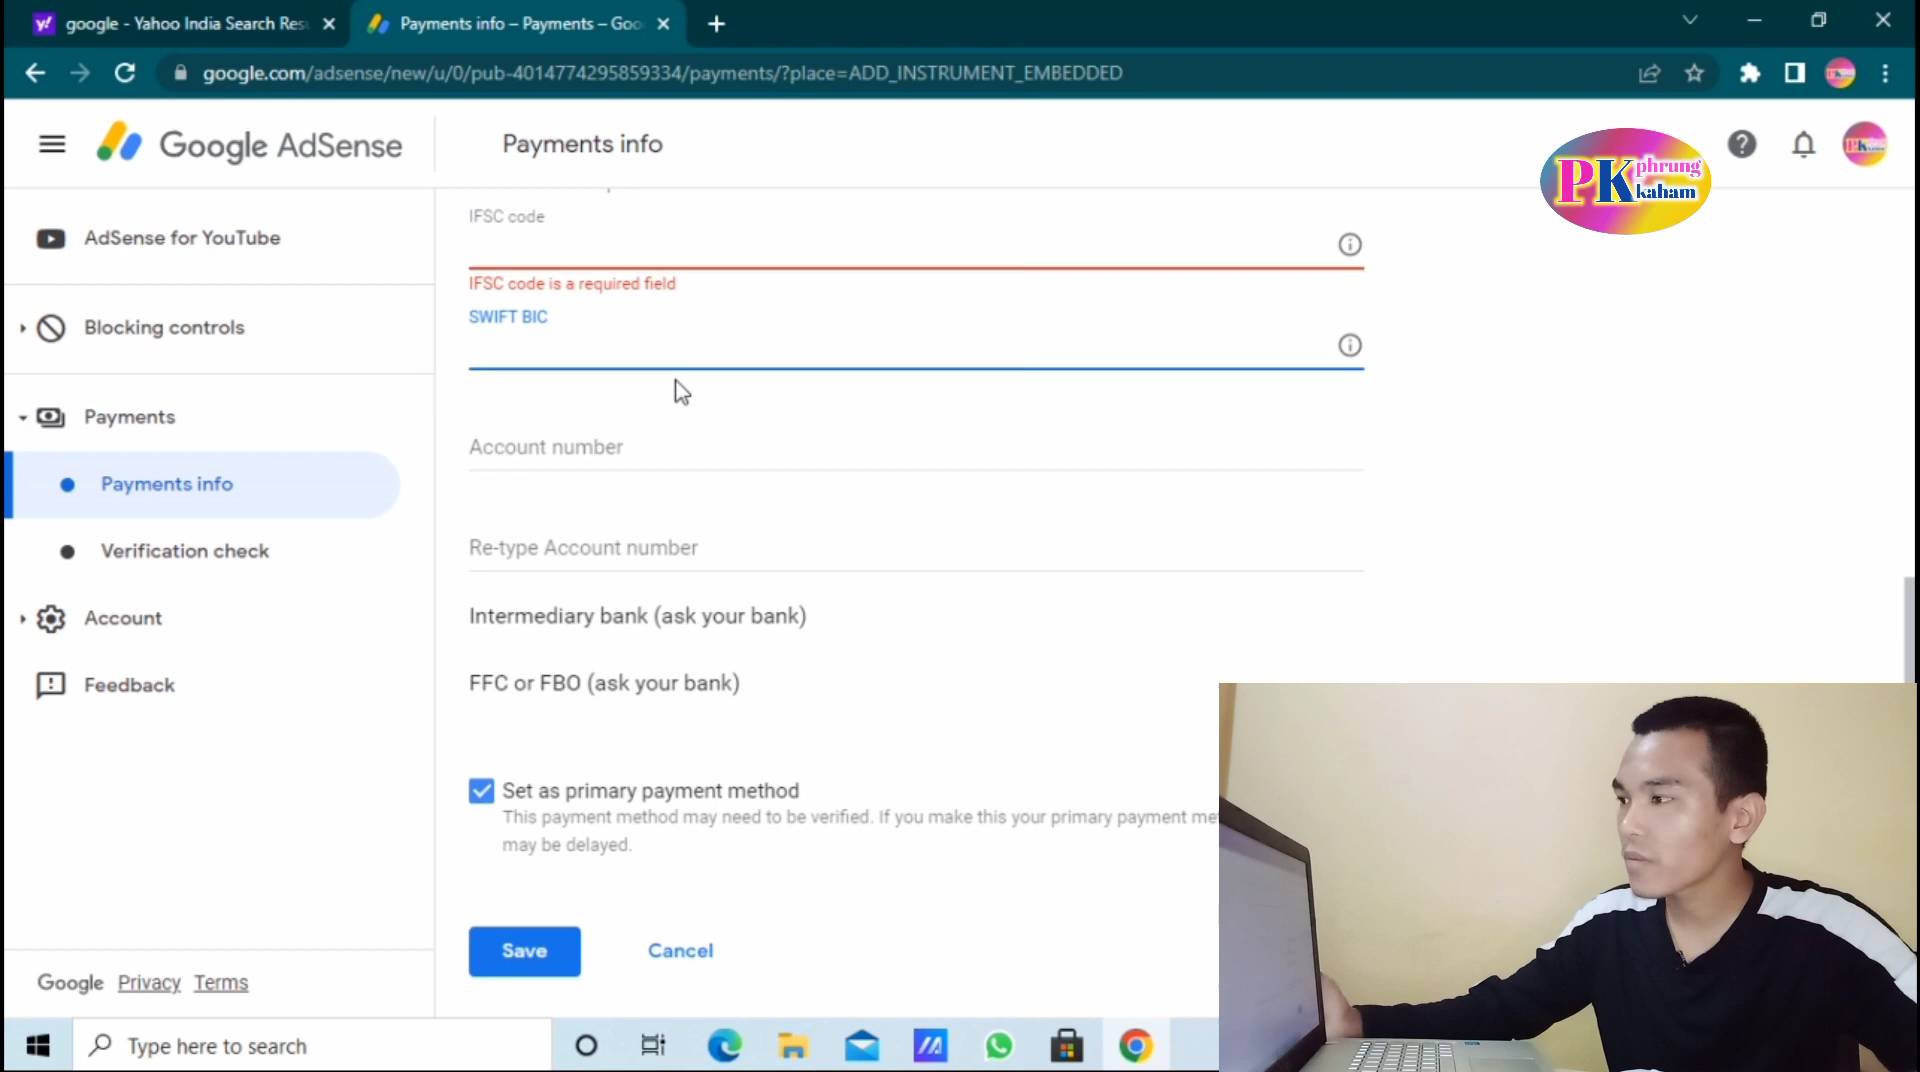 google - Yahoo India Search Res
Payments info – Payments – Goo
google.com/adsense/new/u/0/pub-4014774295859334/payments/?place=ADD_INSTRUMENT_EMBEDDED
Google AdSense
Payments info
PK phrung kaham
AdSense for YouTube
Blocking controls
Payments
Payments info
Verification check
Account
Feedback
Google Privacy Terms
IFSC code
IFSC code is a required field
SWIFT BIC
Account number
Re-type Account number
Intermediary bank (ask your bank)
FFC or FBO (ask your bank)
Set as primary payment method
This payment method may need to be verified. If you make this your primary payment me
may be delayed.
Save
Cancel
Type here to search